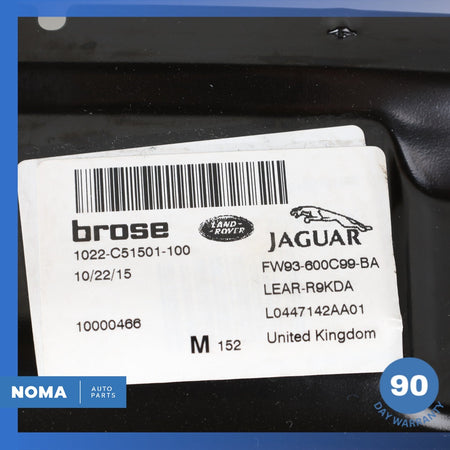 brose
LAND-
ROVER
JAGUAR
1022-C51501-100
FW93-600C99-BA
10/22/15
LEAR-R9KDA
10000466
L0447142AA01
M 152
United Kingdom
NOMA
AUTO
PARTS
90
DAY WARRANTY